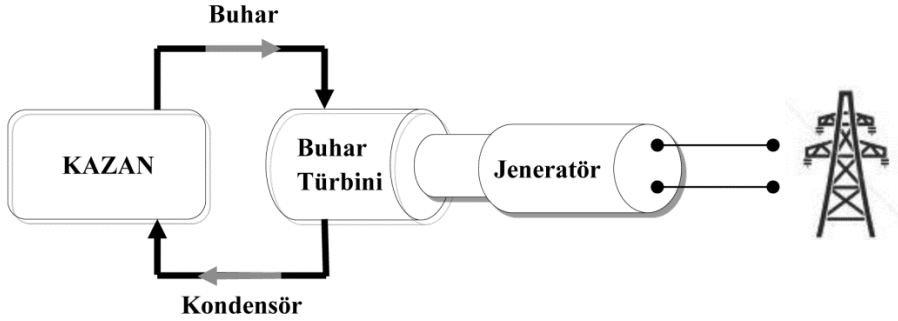 Buhar
KAZAN
Buhar
Türbini
Jeneratör
Kondensör